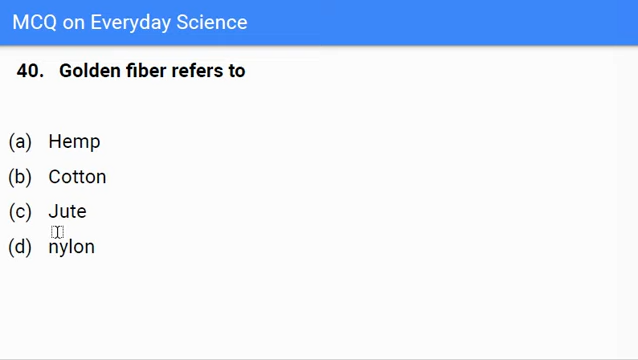 MCQ on Everyday Science
40. Golden fiber refers to
(a) Hemp
(b) Cotton
(c) Jute
(d) nylon